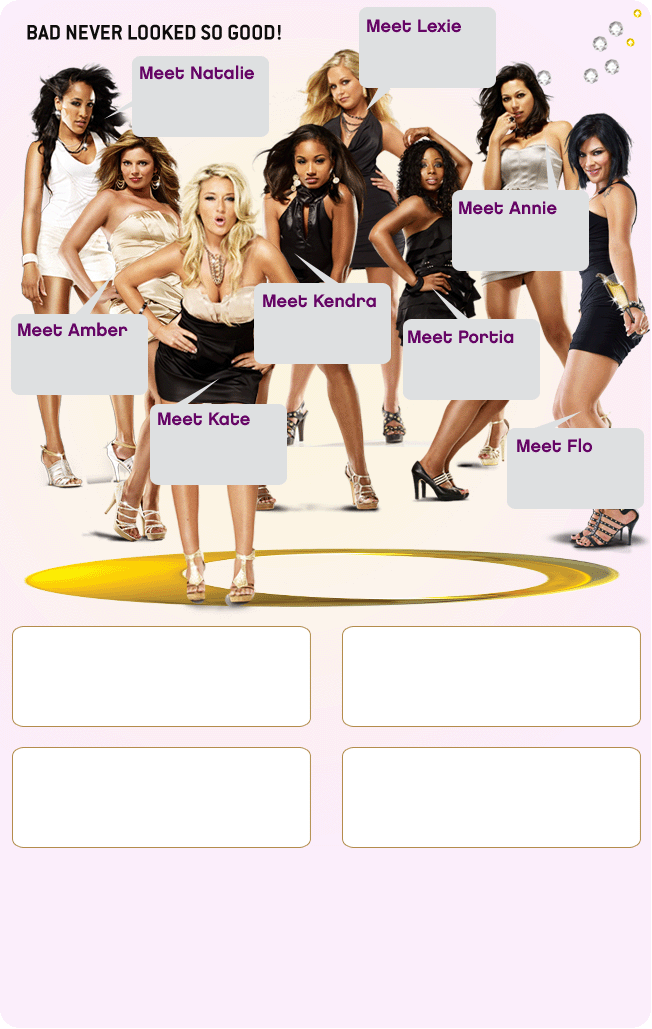 BAD NEVER LOOKED SO GOOD!
Meet Lexie
Meet Natalie
Meet Annie
Meet Kendra
Meet Amber
Meet Portia
Meet Kate
Meet Flo